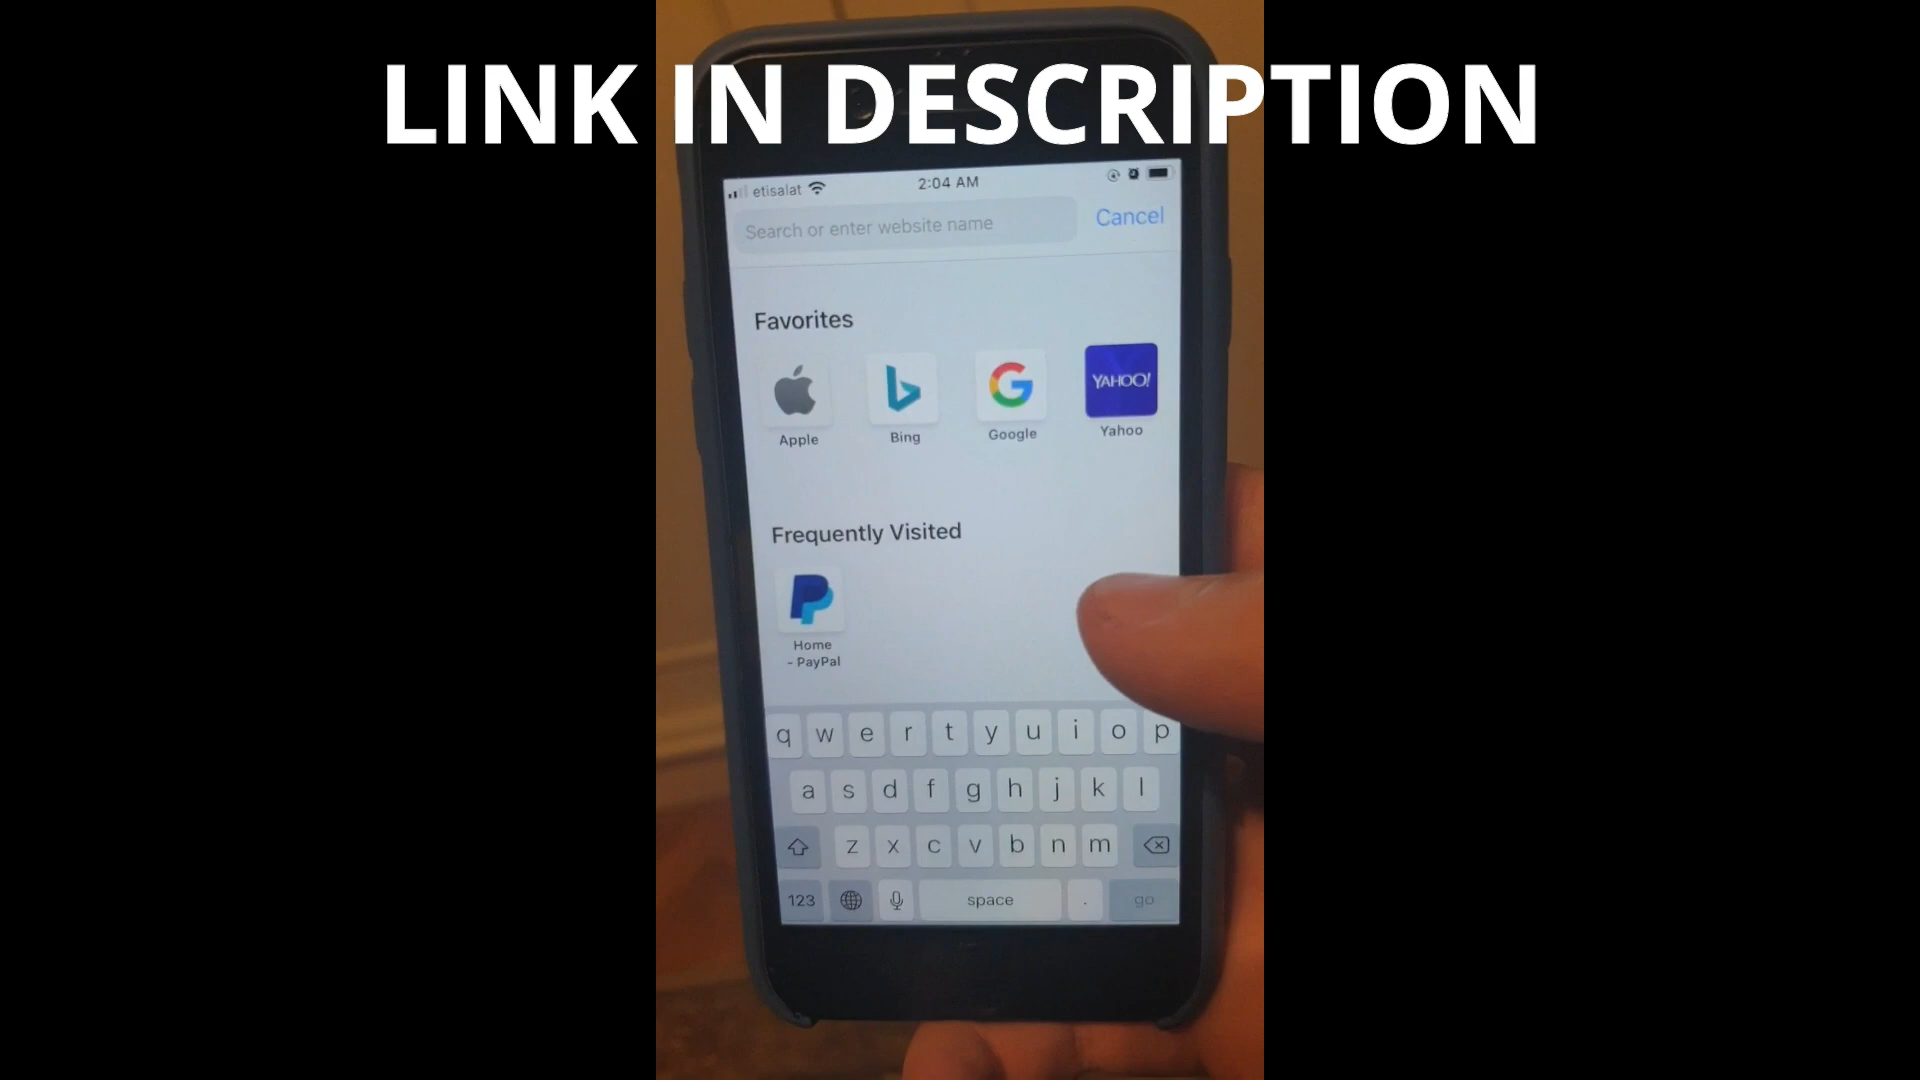 LINK IN DESCRIPTION
etisalat 2:04 AM
Search or enter website name Cancel
Favorites
YAHOO!
Apple Bing Google Yahoo
Frequently Visited
Home
- PayPal
q w e r t y u i o p
a s d f g h j k l
z x c v b n m
123 space . go